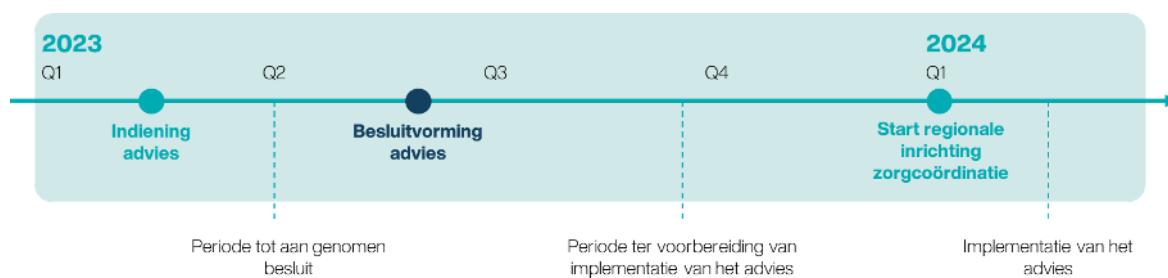 2023
2024
Q1
Q2
Q3
Q4
Q1
Indiening
advies
Besluitvorming
advies
Start regionale
inrichting
zorgcoördinatie
Periode tot aan genomen
besluit
Periode ter voorbereiding van
implementatie van het advies
Implementatie van het
advies